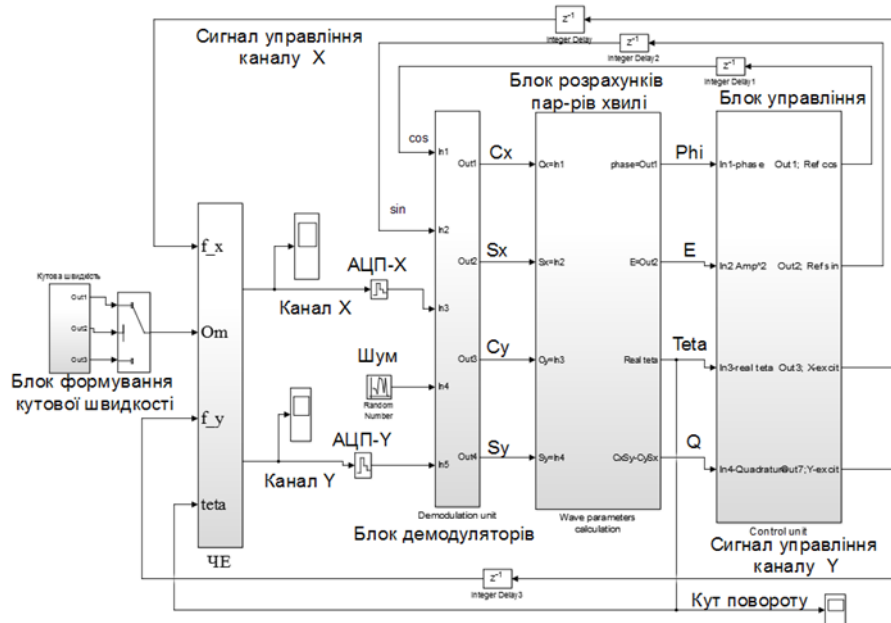 z⁻¹
Integer Delay
Сигнал управління
каналу X
z⁻¹
Integer Delay2
z⁻¹
Integer Delay1
Блок розрахунків
пар-рів хвилі
Блок управління
cos
In1
Out1
Cx
Cx=In1
phase=Out1
Phi
In1-phase
Out1; Ref cos
sin
In2
f_x
Out2
Sx
Sx=In2
E=Out2
E
In2 Amp^2
Out2; Ref sin
АЦП-X
Канал X
In3
Кутова швидкість
Out1
Out2
Out3
Om
Блок формування
кутової швидкості
Шум
Random
Number
In4
Out3
Cy
Cy=In3
Real teta
Teta
In3-real teta
Out3; X-excit
f_y
АЦП-Y
Канал Y
In5
Out4
Sy
Sy=In4
CxSy-CySx
Q
In4-Quadrature
Out7;Y-excit
teta
ЧЕ
Demodulation unit
Блок демодуляторів
Wave parameters
calculation
Control unit
Сигнал управління
каналу Y
z⁻¹
Integer Delay3
Кут повороту